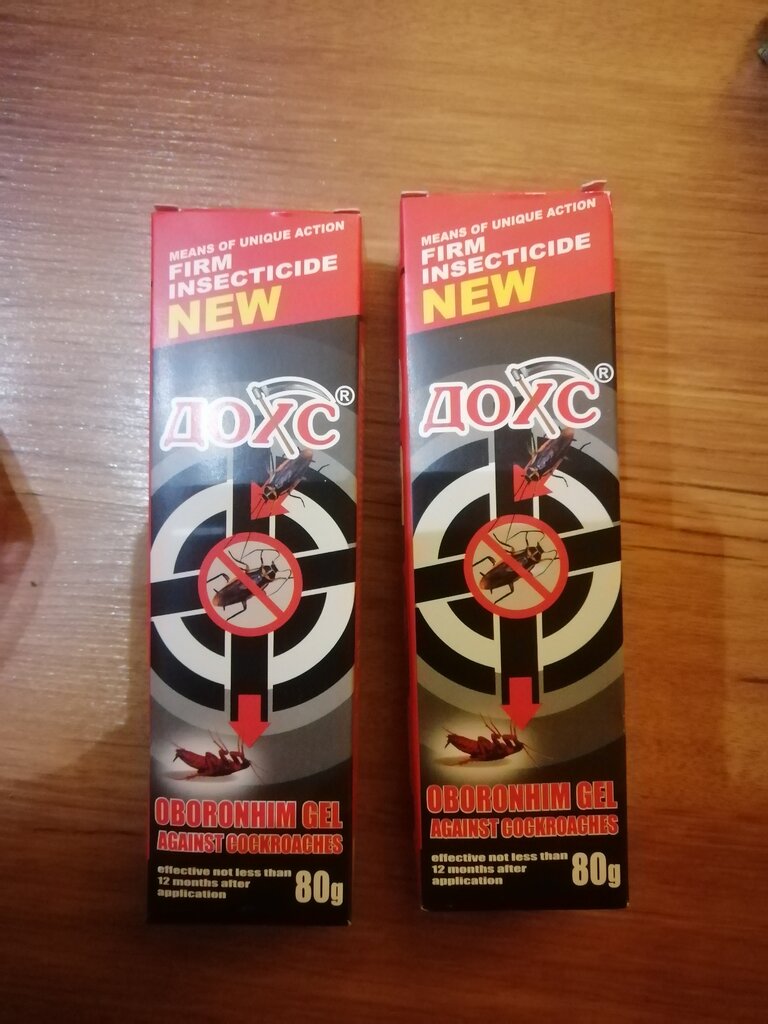 MEANS OF UNIQUE ACTION
FIRM
INSECTICIDE
NEW
ДОХС®
OBORONHIM GEL
AGAINST COCKROACHES
effective not less than
12 months after
application
80g
MEANS OF UNIQUE ACTION
FIRM
INSECTICIDE
NEW
ДОХС®
OBORONHIM GEL
AGAINST COCKROACHES
effective not less than
12 months after
application
80g